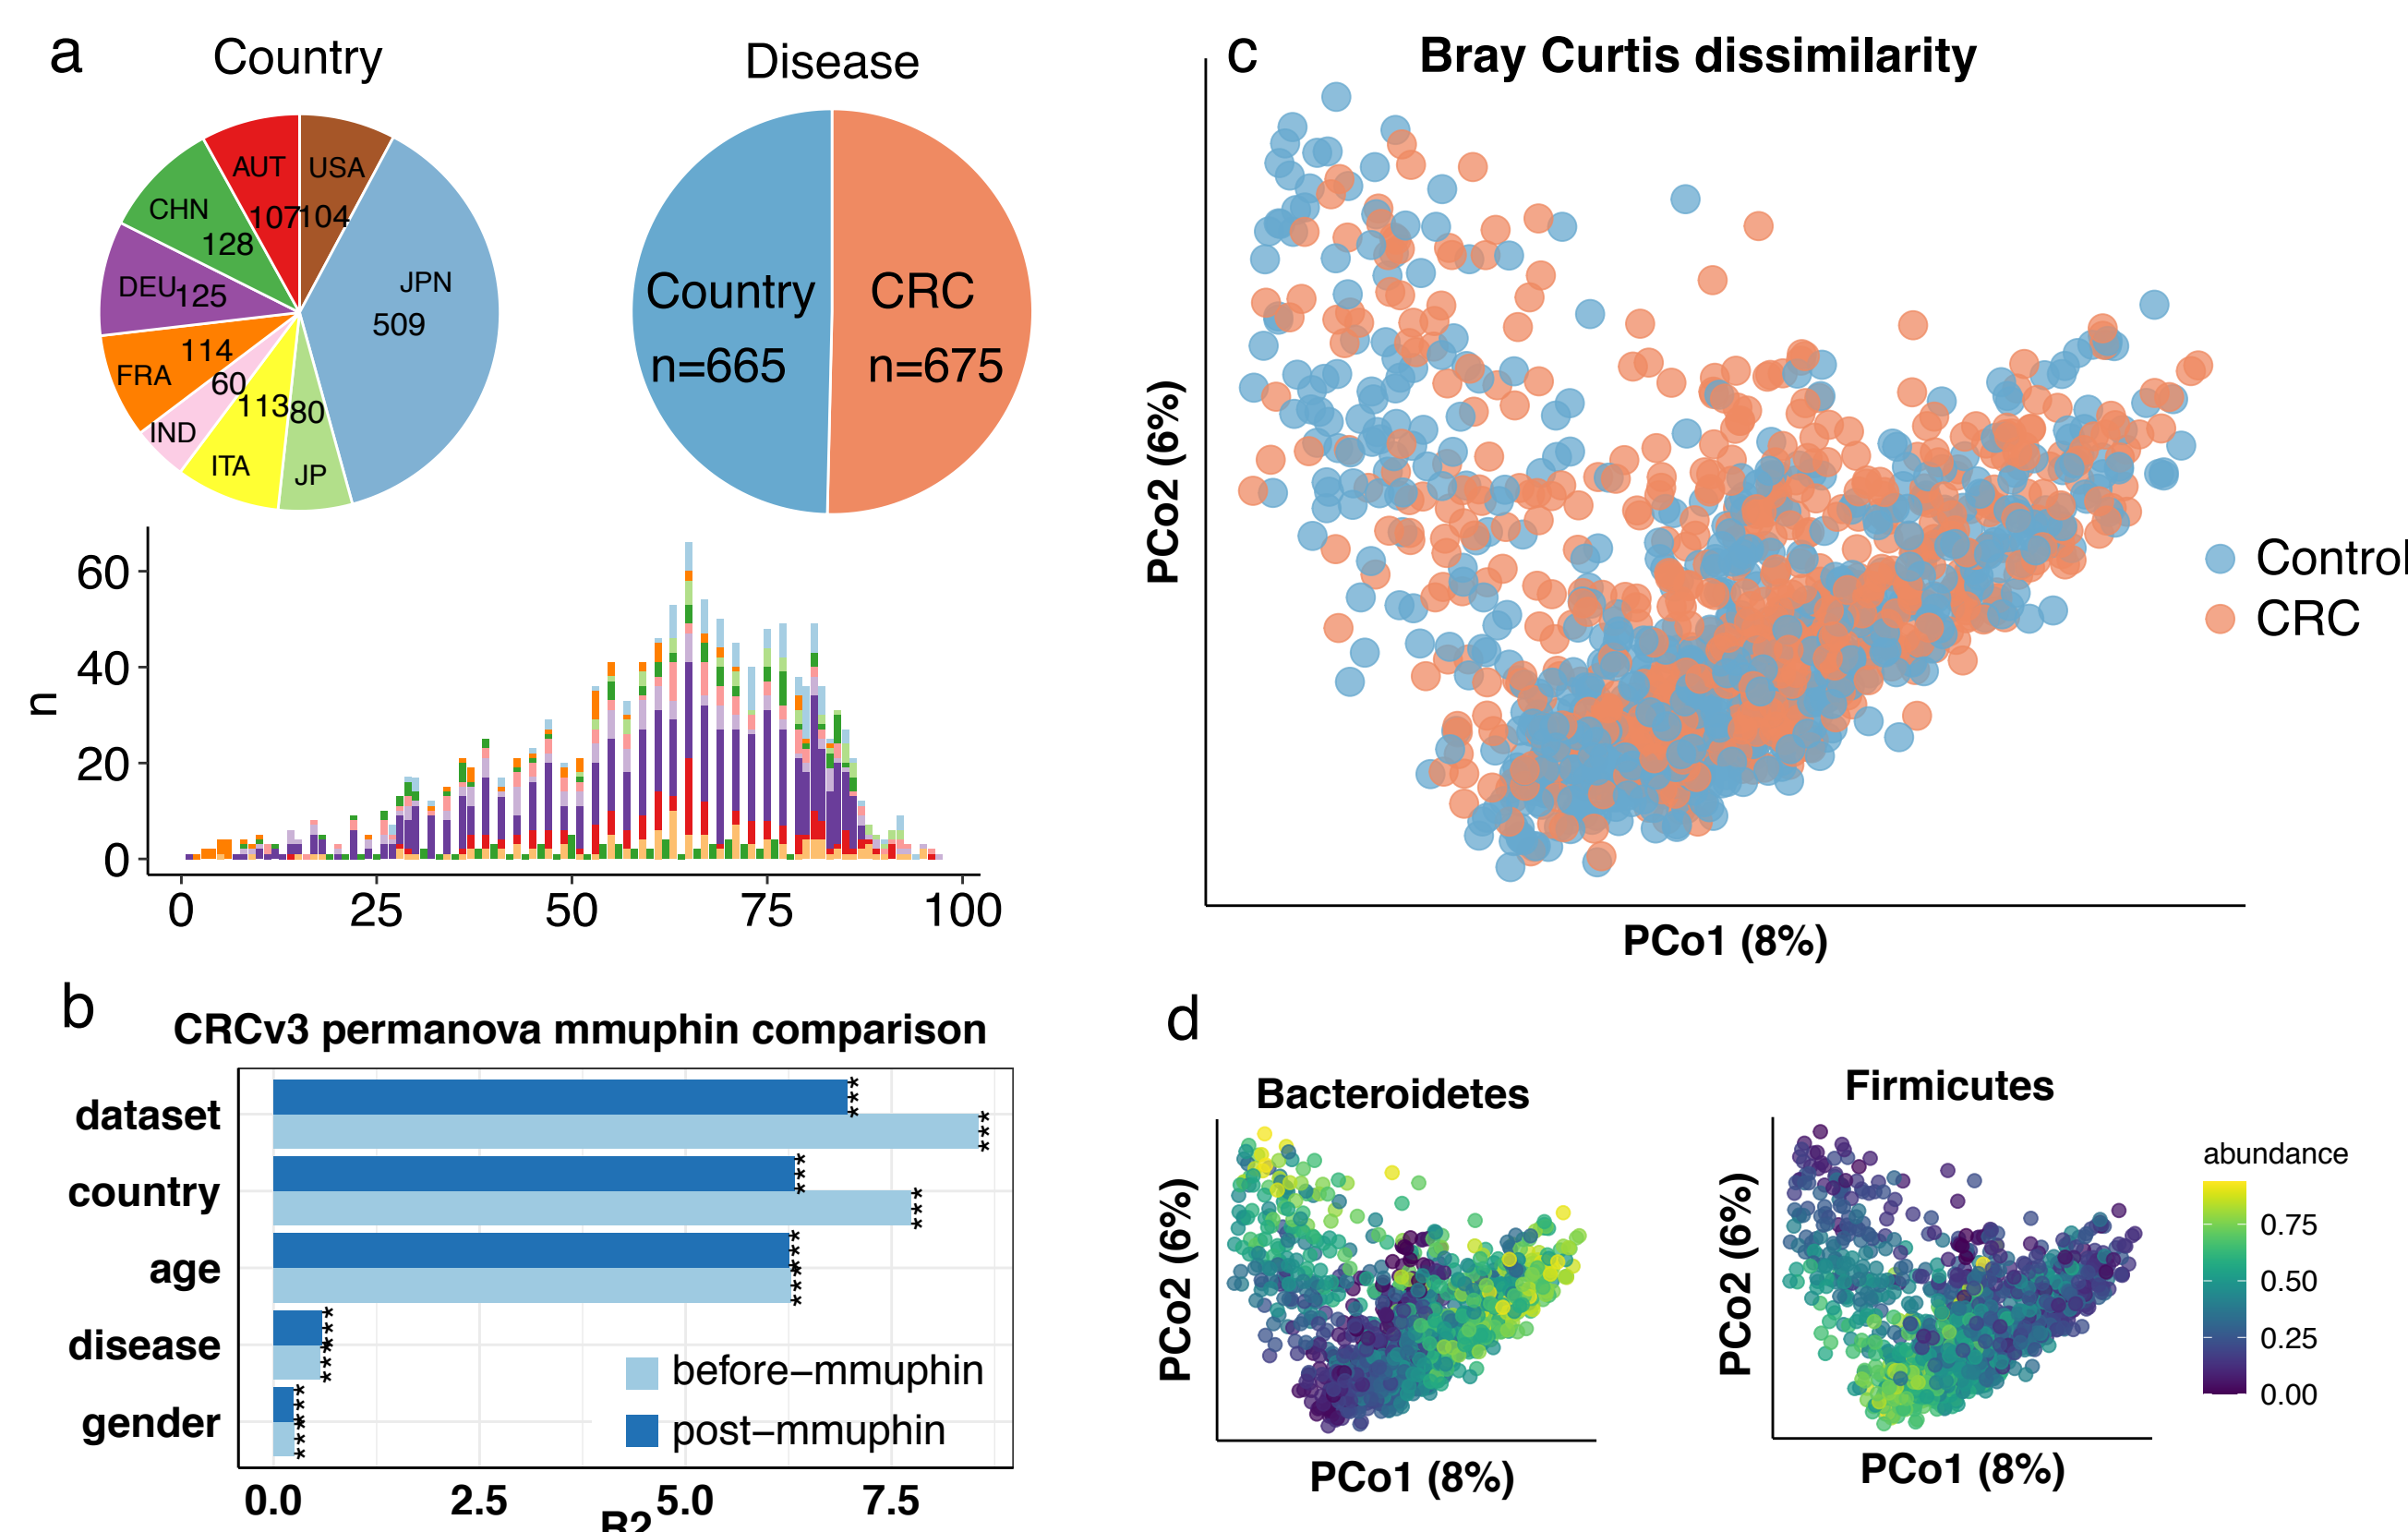 a
Country
Disease
AUT
USA
CHN
107
104
128
DEU
125
JPN
509
114
FRA
60
113
80
IND
ITA
JP
Country
n=665
CRC
n=675
60
40
20
0
n
0 25 50 75 100
b
CRCv3 permanova mmuphin comparison
dataset
***
***
country
***
***
age
***
***
disease
***
***
gender
***
***
before-mmuphin
post-mmuphin
0.0 2.5 5.0 7.5
R2
c
Bray Curtis dissimilarity
PCo2 (6%)
PCo1 (8%)
Control
CRC
d
Bacteroidetes
PCo2 (6%)
PCo1 (8%)
Firmicutes
PCo2 (6%)
PCo1 (8%)
abundance
0.75
0.50
0.25
0.00